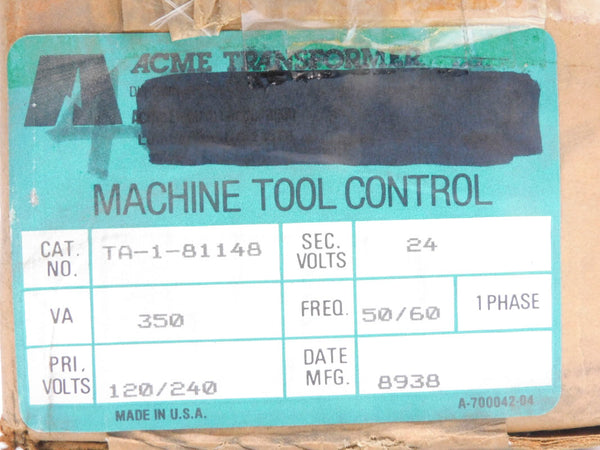 ACME TRANSFORMER
MACHINE TOOL CONTROL
CAT. NO. TA-1-81148 SEC. VOLTS 24
VA 350 FREQ. 50/60 1 PHASE
PRI. VOLTS 120/240 DATE MFG. 8938
MADE IN U.S.A. A-700042-04